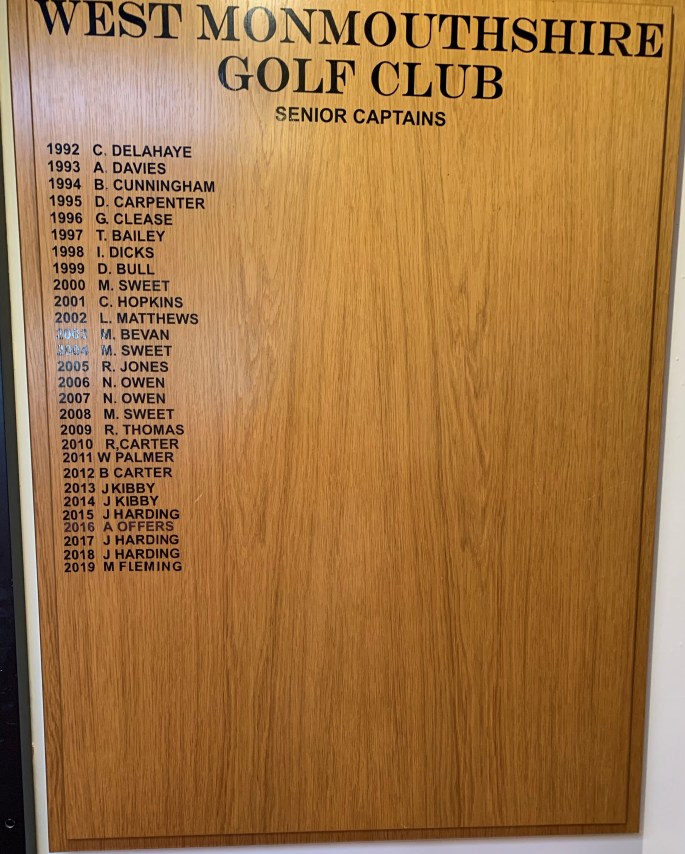 WEST MONMOUTHSHIRE
GOLF CLUB
SENIOR CAPTAINS
1992 C. DELAHAYE
1993 A. DAVIES
1994 B. CUNNINGHAM
1995 D. CARPENTER
1996 G. CLEASE
1997 T. BAILEY
1998 I. DICKS
1999 D. BULL
2000 M. SWEET
2001 C. HOPKINS
2002 L. MATTHEWS
2003 M. BEVAN
2004 M. SWEET
2005 R. JONES
2006 N. OWEN
2007 N. OWEN
2008 M. SWEET
2009 R. THOMAS
2010 R,CARTER
2011 W PALMER
2012 B CARTER
2013 J KIBBY
2014 J KIBBY
2015 J HARDING
2016 A OFFERS
2017 J HARDING
2018 J HARDING
2019 M FLEMING